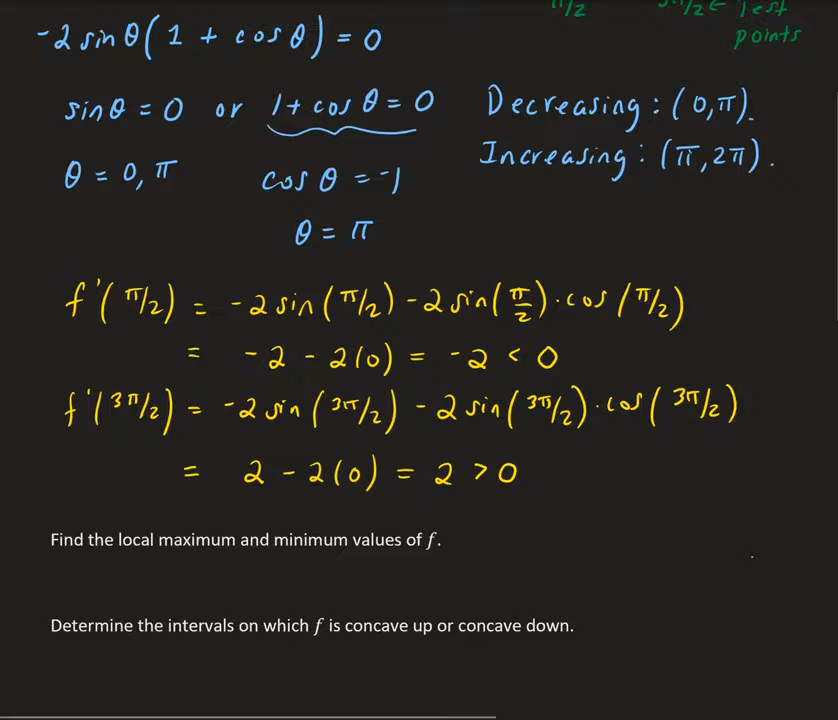 π/2 ← Test
points
-2 sin θ (1 + cos θ) = 0
sin θ = 0 or 1 + cos θ = 0
Decreasing : (0, π).
θ = 0, π
cos θ = -1
Increasing : (π, 2π).
θ = π
f'(π/2) = -2 sin(π/2) - 2 sin(π/2) · cos(π/2)
= -2 - 2(0) = -2 < 0
f'(3π/2) = -2 sin(3π/2) - 2 sin(3π/2) · cos(3π/2)
= 2 - 2(0) = 2 > 0
Find the local maximum and minimum values of f.
Determine the intervals on which f is concave up or concave down.